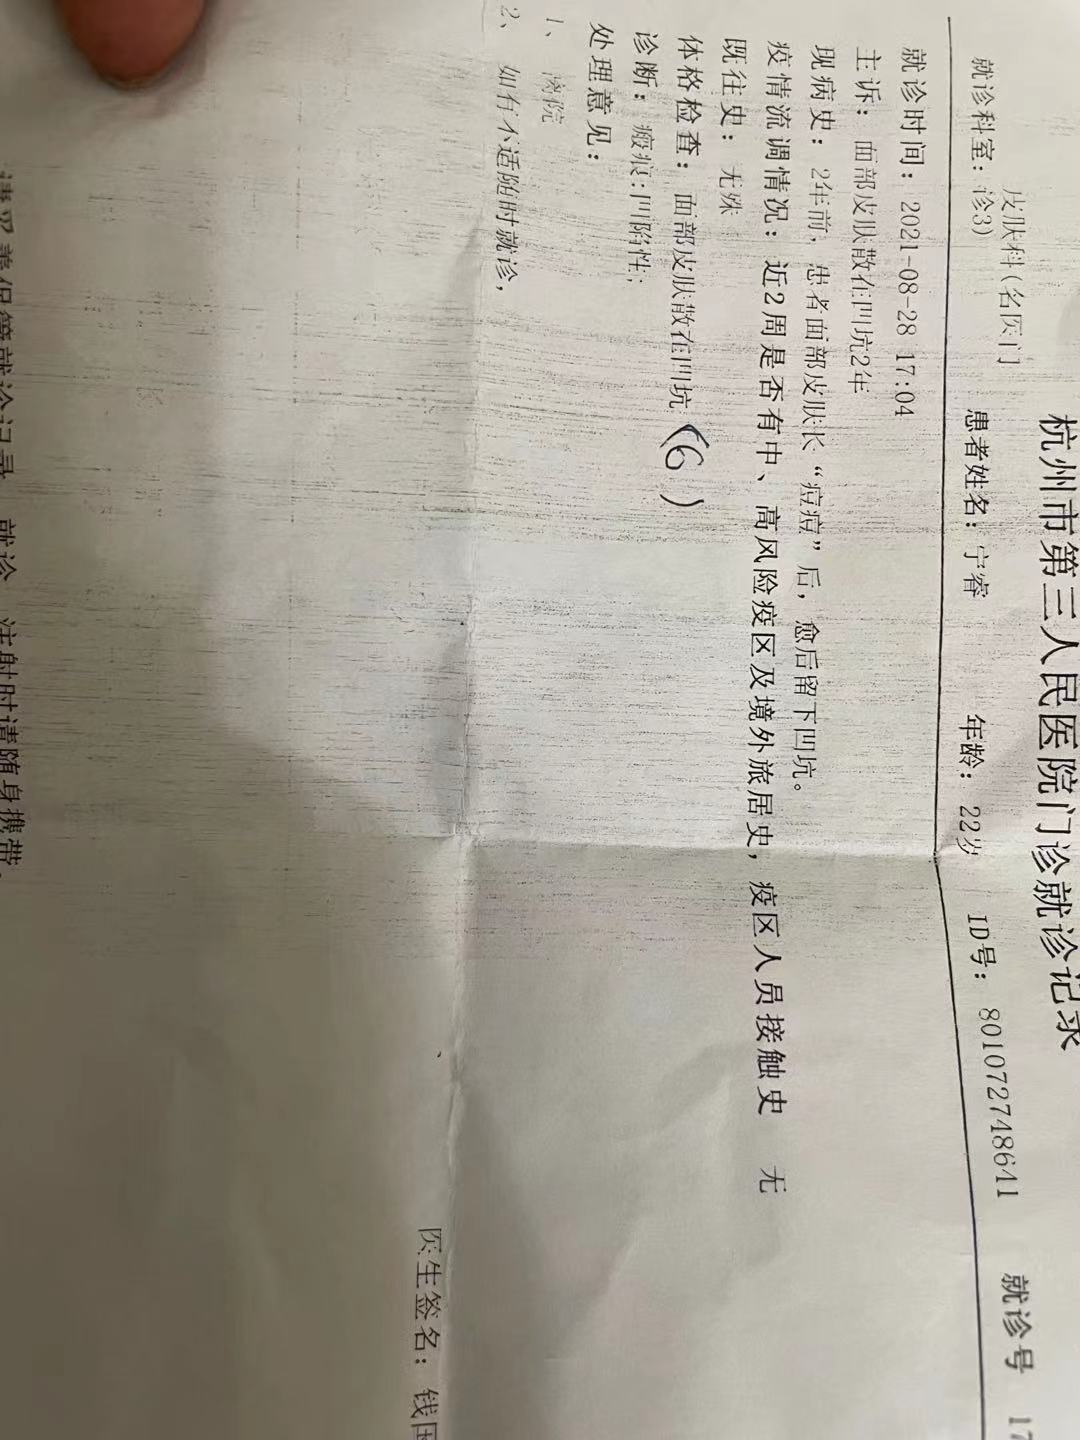 杭州市第三人民医院门诊就诊记录
皮肤科(名医门
就诊科室: 诊3) 患者姓名: 宁睿 年龄: 22岁 ID号: 801072748641 就诊号 17
就诊时间: 2021-08-28 17:04
主诉: 面部皮肤散在凹坑2年
现病史: 2年前, 患者面部皮肤长“痘痘”后, 愈后留下凹坑。
疫情流调情况: 近2周是否有中、高风险疫区及境外旅居史, 疫区人员接触史 无
既往史: 无殊
体格检查: 面部皮肤散在凹坑 (6)
诊断: 瘢痕:凹陷性;
处理意见:
1、 院
2、 如有不适随时就诊,
医生签名: 钱国
请妥善保管就诊记录 就诊 注射时请随身携带。